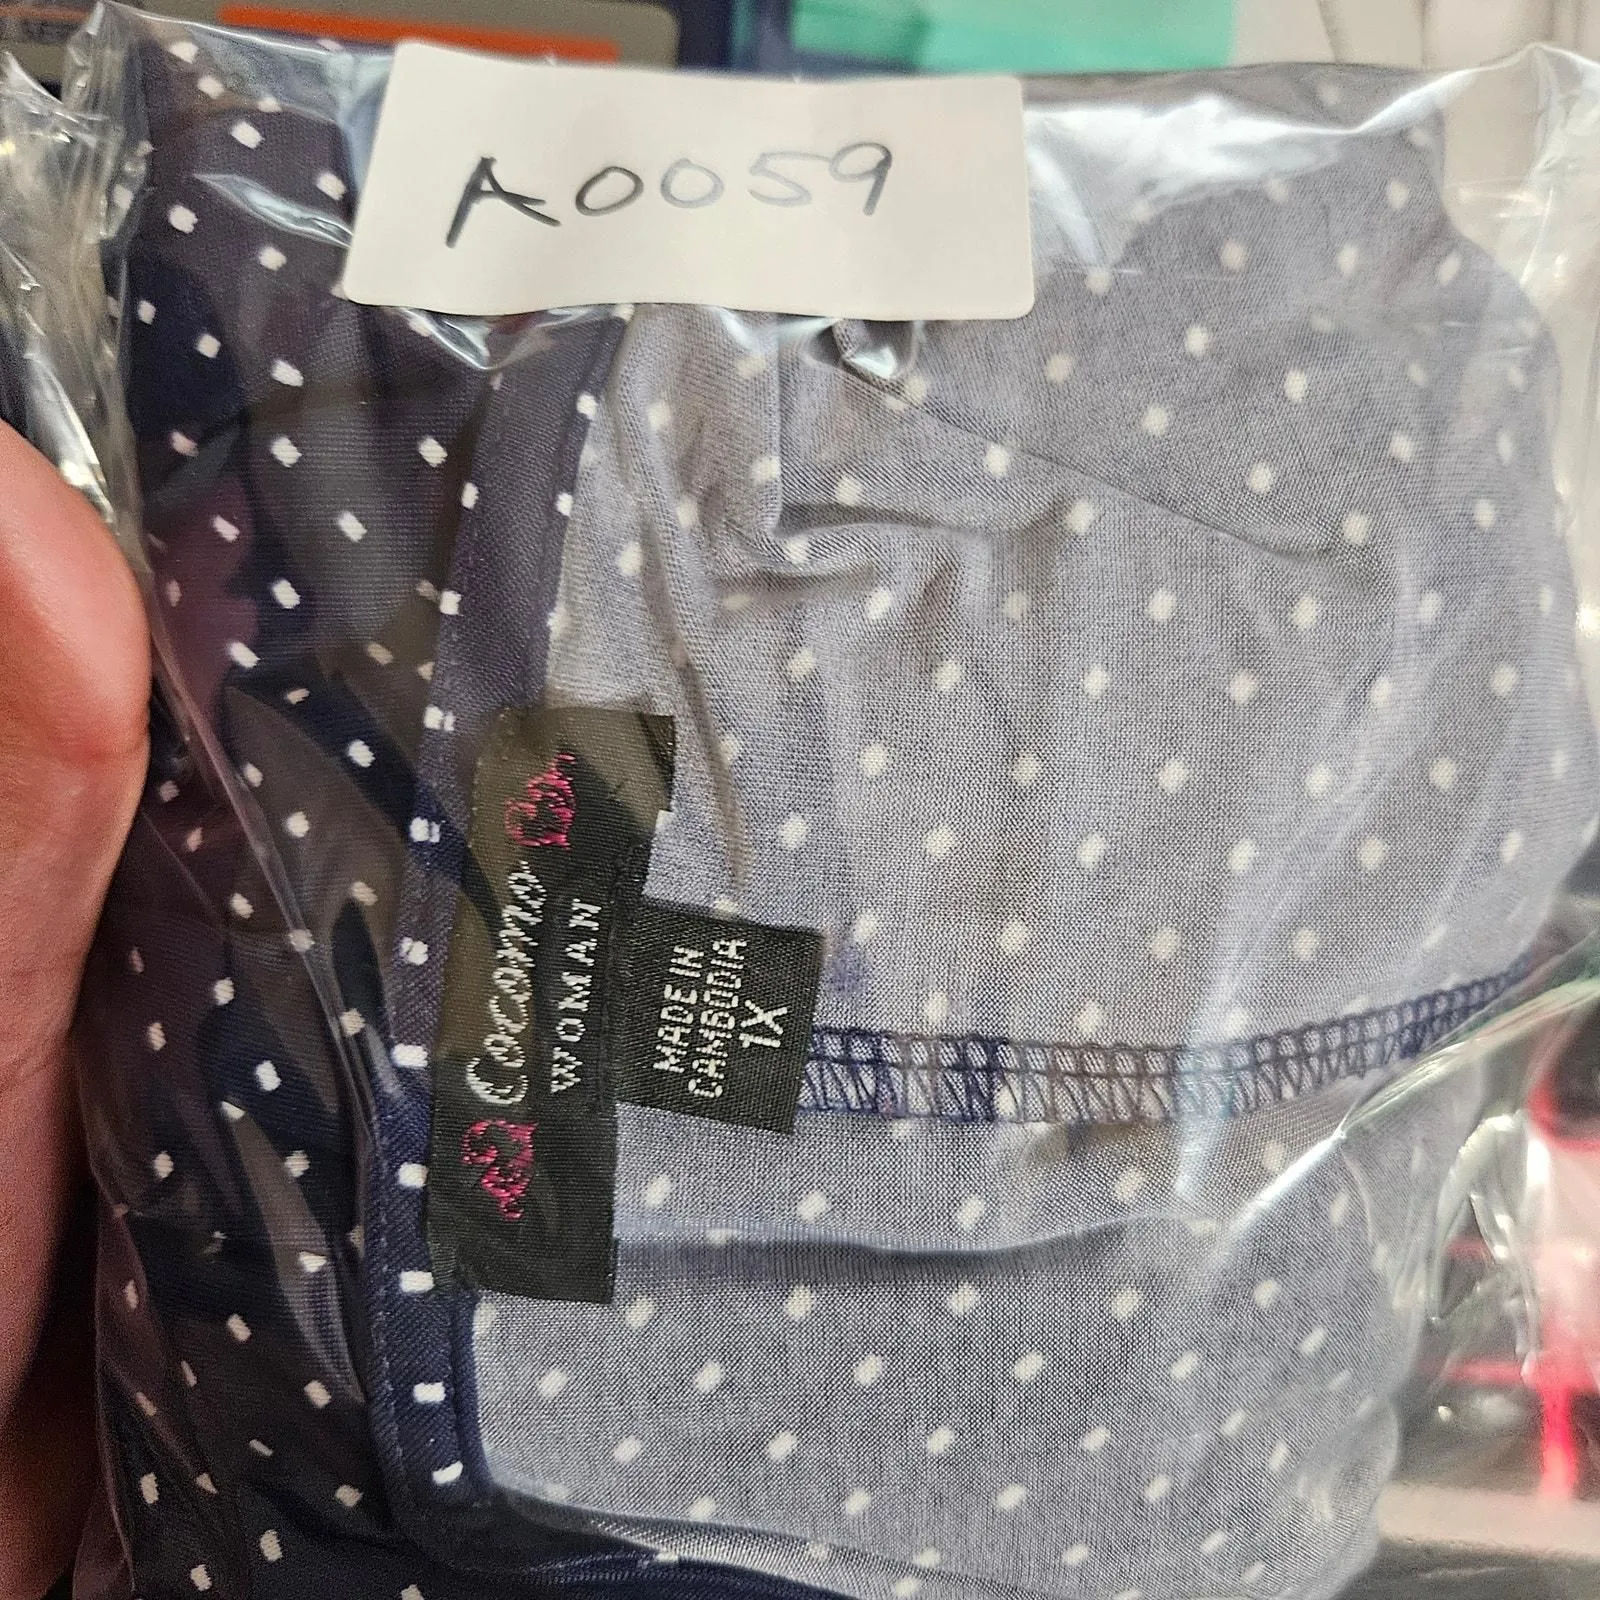 A0059
Cocomo
WOMAN
MADE IN
CAMBODIA
1X